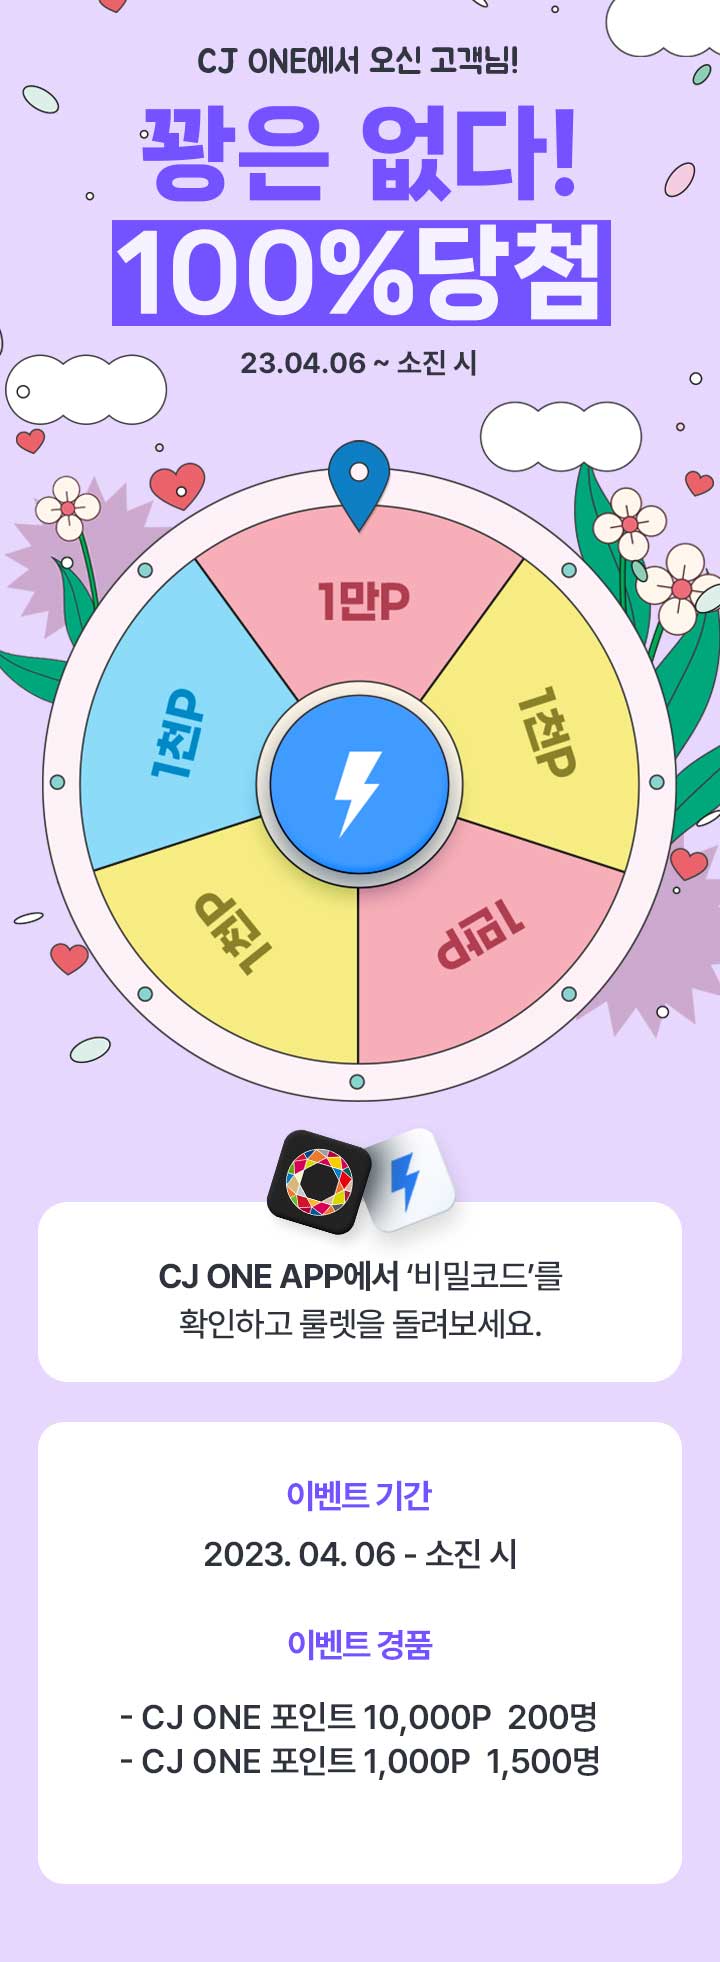 CJ ONE에서 오신 고객님!
꽝은 없다!
100%당첨
23.04.06 ~ 소진 시
1만P
1천P
1천P
1천P
1만P
CJ ONE APP에서 ‘비밀코드’를
확인하고 룰렛을 돌려보세요.
이벤트 기간
2023. 04. 06 - 소진 시
이벤트 경품
- CJ ONE 포인트 10,000P 200명
- CJ ONE 포인트 1,000P 1,500명